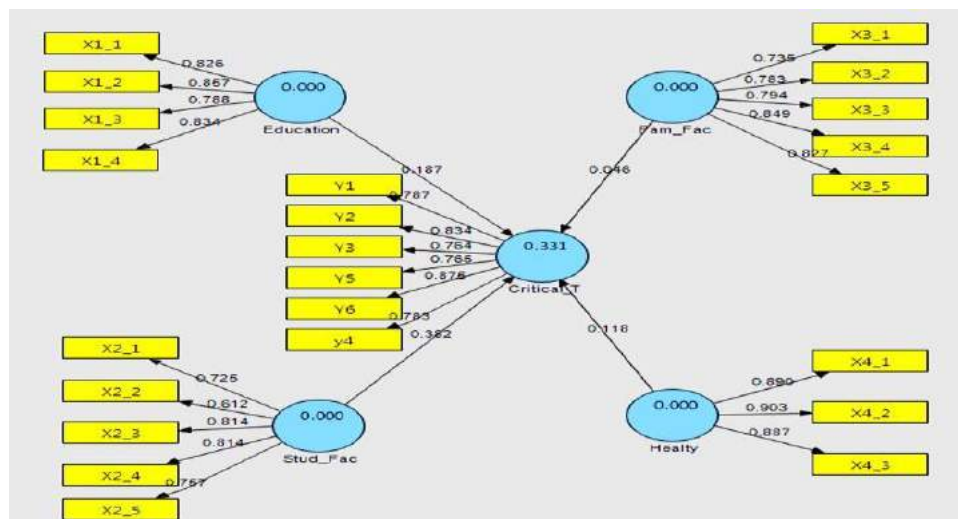 X1_1
X1_2
X1_3
X1_4
0.826
0.857
0.788
0.834
0.000
Education
0.187
X3_1
X3_2
X3_3
X3_4
X3_5
0.735
0.783
0.794
0.849
0.827
0.000
Fam_Fac
0.046
Y1
Y2
Y3
Y5
Y6
y4
0.787
0.834
0.764
0.765
0.876
0.783
0.331
Critical_T
0.382
X2_1
X2_2
X2_3
X2_4
X2_5
0.725
0.612
0.814
0.814
0.757
0.000
Stud_Fac
0.118
0.000
Healty
X4_1
X4_2
X4_3
0.890
0.903
0.887